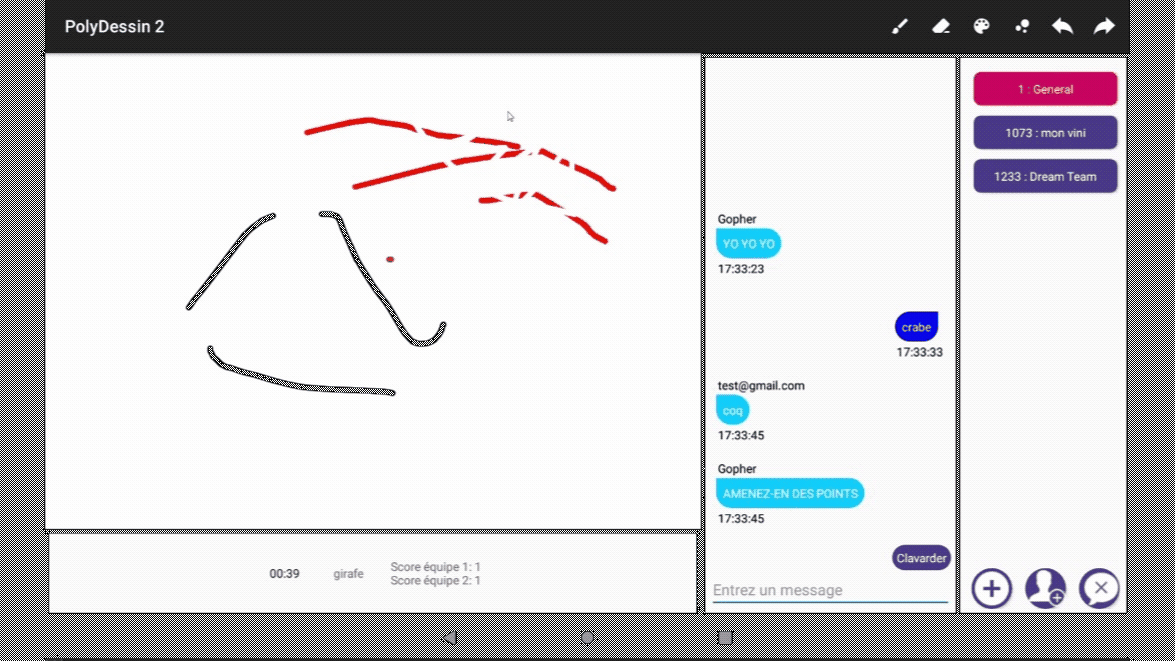 PolyDessin 2
Gopher
YO YO YO
17:33:23
crabe
17:33:33
test@gmail.com
coq
17:33:45
Gopher
AMENEZ-EN DES POINTS
17:33:45
Clavarder
Entrez un message
1 : General
1073 : mon vini
1233 : Dream Team
00:39
girafe
Score équipe 1: 1
Score équipe 2: 1